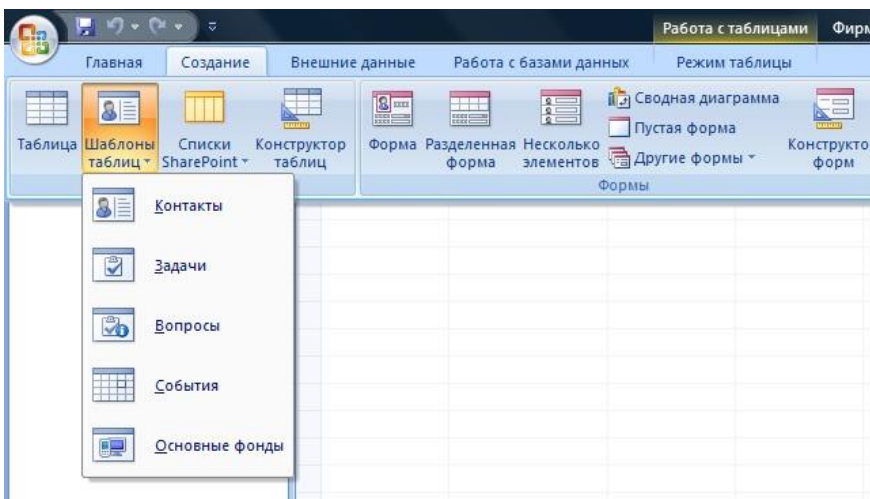 Работа с таблицами
Главная Создание Внешние данные Работа с базами данных Режим таблицы
Таблица
Шаблоны
таблиц
Списки
SharePoint
Конструктор
таблиц
Форма
Разделенная
форма
Несколько
элементов
Сводная диаграмма
Пустая форма
Другие формы
форм
Формы
Контакты
Задачи
Вопросы
События
Основные фонды